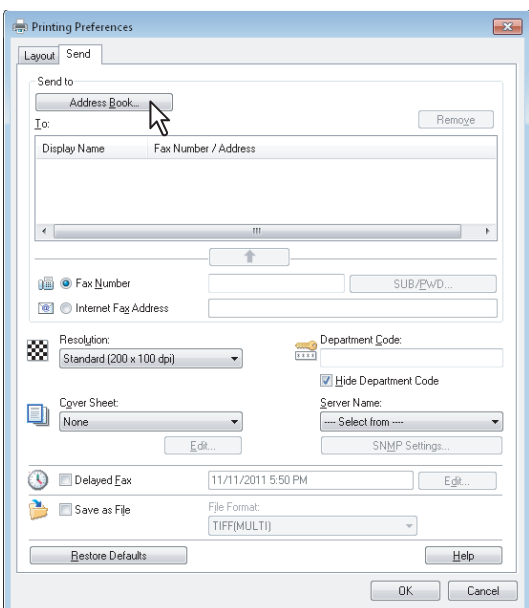 Printing Preferences
Layout Send
Send to
Address Book...
To:
Remove
Display Name Fax Number / Address
Fax Number SUB/PWD...
Internet Fax Address
Resolution: Department Code:
Standard (200 x 100 dpi)
Hide Department Code
Cover Sheet: Server Name:
None ---- Select from ----
Edit... SNMP Settings...
Delayed Fax 11/11/2011 5:50 PM Edit...
Save as File File Format:
TIFF(MULTI)
Restore Defaults Help
OK Cancel